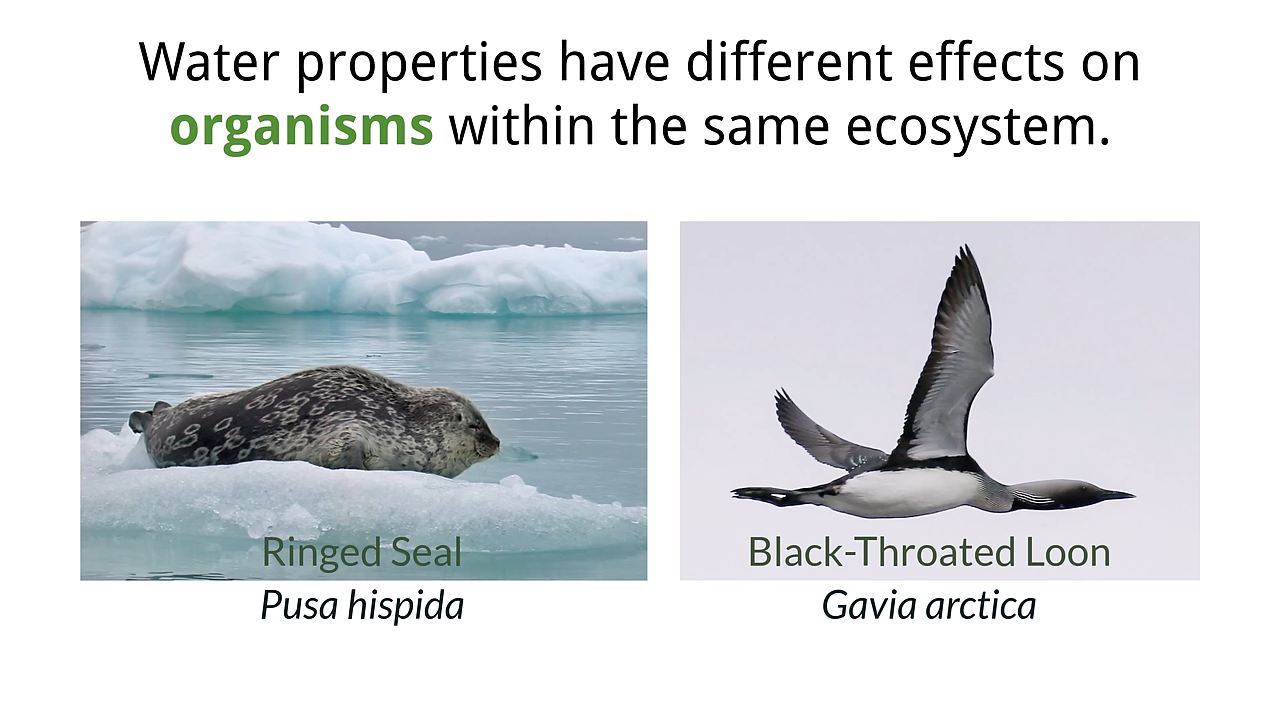 Water properties have different effects on
organisms within the same ecosystem.
Ringed Seal
Pusa hispida
Black-Throated Loon
Gavia arctica